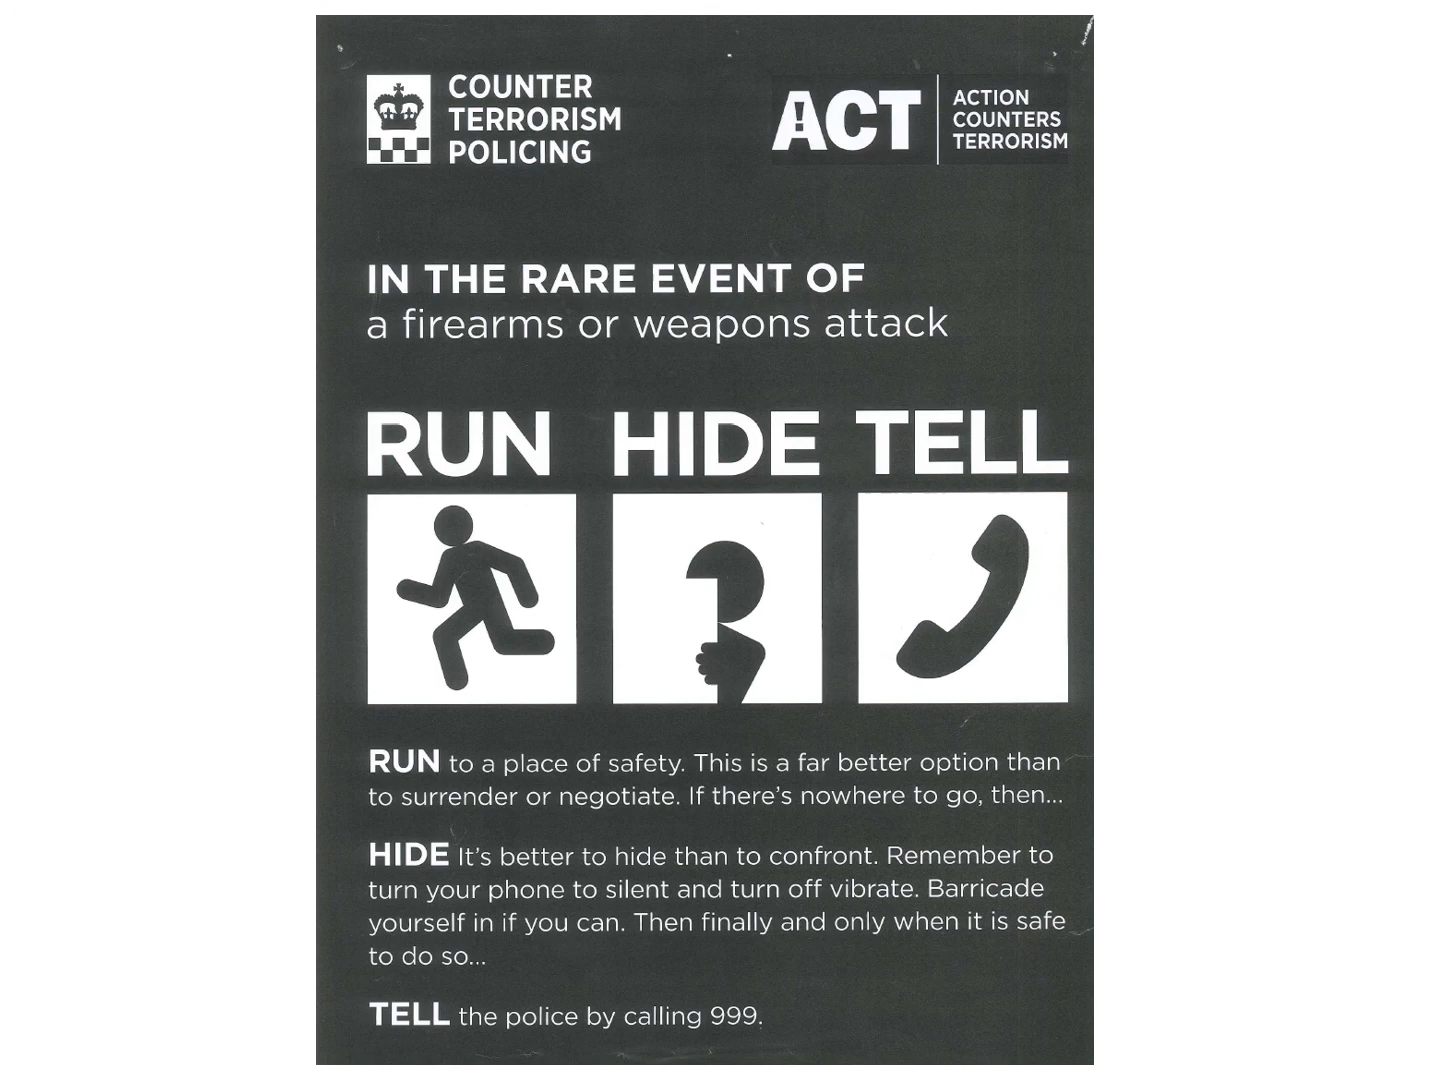 COUNTER
TERRORISM
POLICING
ACT
ACTION
COUNTERS
TERRORISM
IN THE RARE EVENT OF
a firearms or weapons attack
RUN HIDE TELL
RUN to a place of safety. This is a far better option than
to surrender or negotiate. If there's nowhere to go, then...
HIDE It's better to hide than to confront. Remember to
turn your phone to silent and turn off vibrate. Barricade
yourself in if you can. Then finally and only when it is safe
to do so...
TELL the police by calling 999.